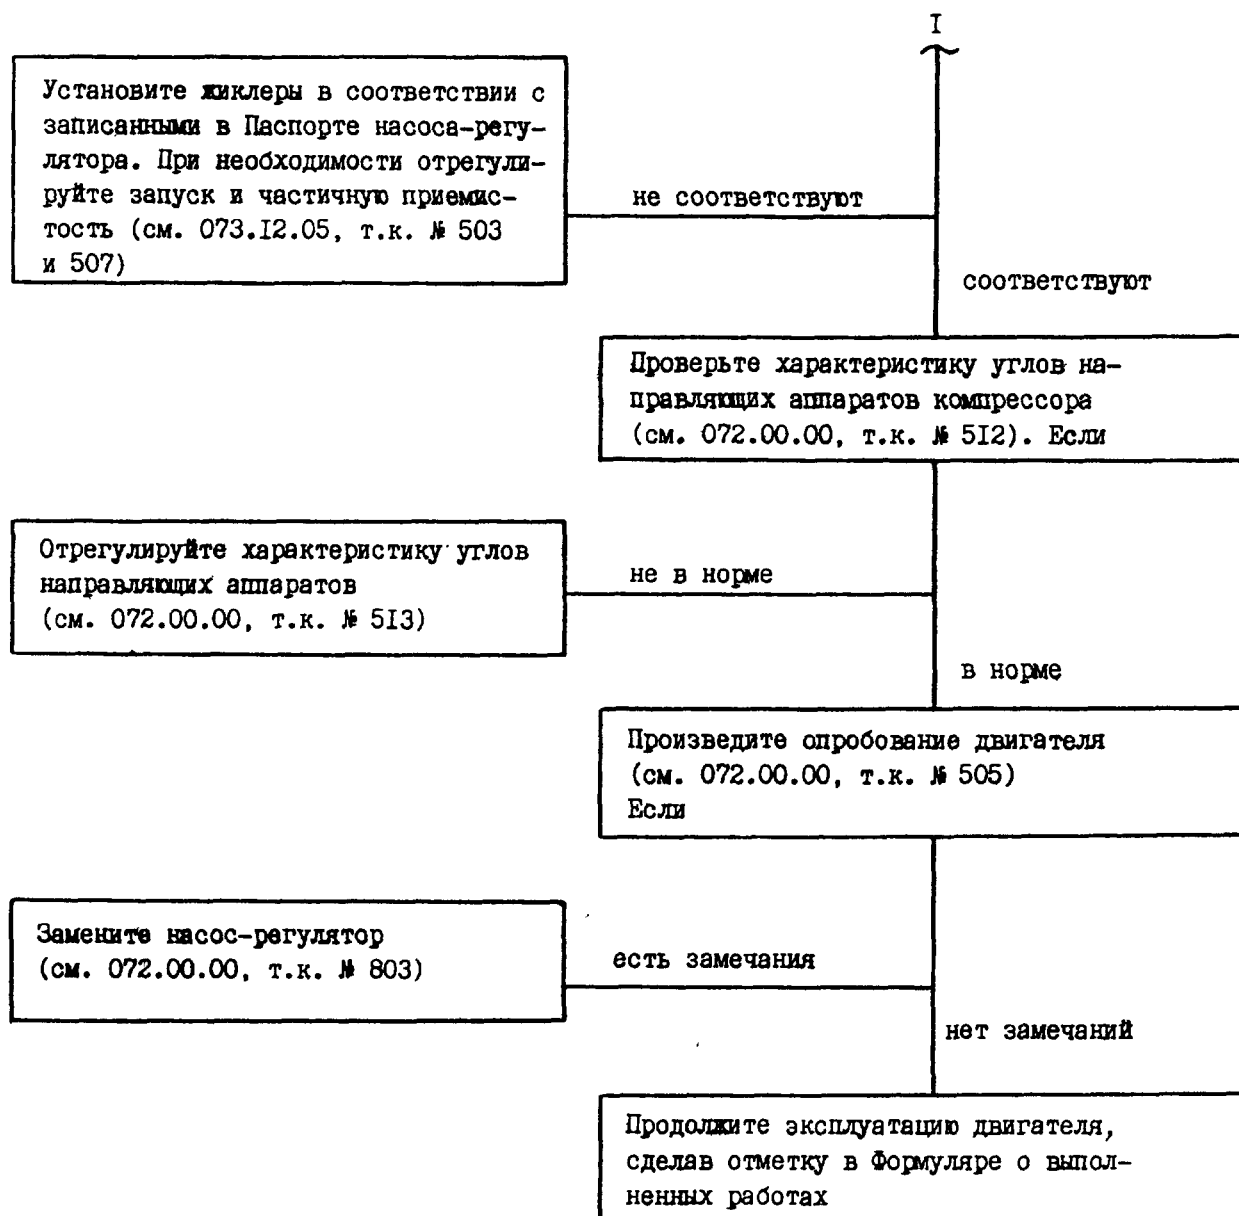 I
Установите жиклеры в соответствии с
записанными в Паспорте насоса-регу-
лятора. При необходимости отрегули-
руйте запуск и частичную приемис-
тость (см. 073.I2.05, т.к. № 503
и 507)
не соответствуют
соответствуют
Проверьте характеристику углов на-
правляющих аппаратов компрессора
(см. 072.00.00, т.к. № 5I2). Если
Отрегулируйте характеристику углов
направляющих аппаратов
(см. 072.00.00, т.к. № 5I3)
не в норме
в норме
Произведите опробование двигателя
(см. 072.00.00, т.к. № 505)
Если
Замените насос-регулятор
(см. 072.00.00, т.к. № 803)
есть замечания
нет замечаний
Продолжите эксплуатацию двигателя,
сделав отметку в Формуляре о выпол-
ненных работах